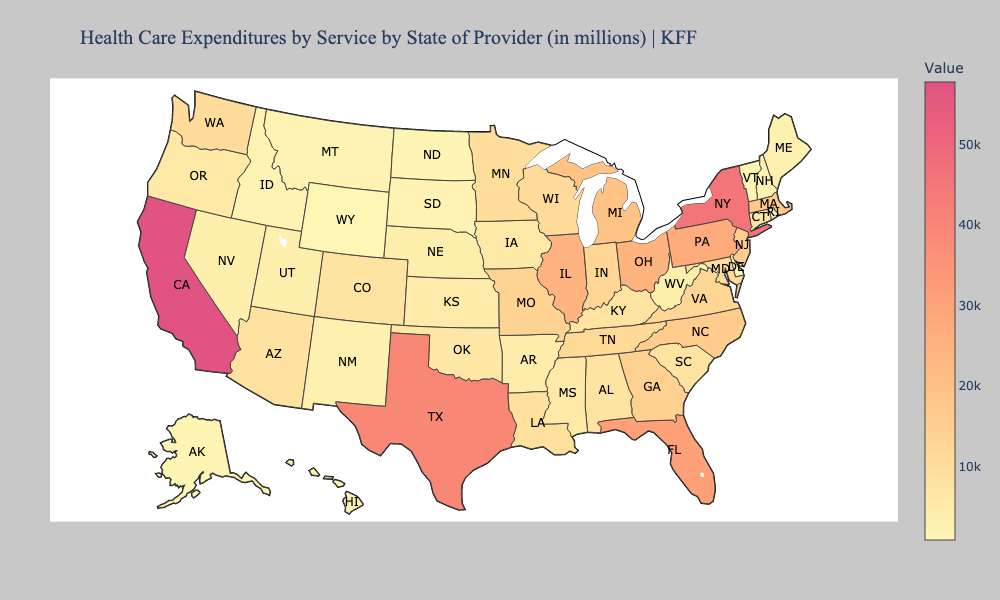 Health Care Expenditures by Service by State of Provider (in millions) | KFF
Value
50k
40k
30k
20k
10k
WA
OR
ID
MT
ND
MN
WI
MI
SD
WY
NV
UT
CO
NE
IA
IL
IN
OH
PA
NY
VT
NH
ME
MA
CT
RI
NJ
DE
MD
WV
VA
KY
NC
TN
SC
GA
AL
MS
AR
LA
MO
KS
OK
TX
NM
AZ
CA
FL
AK
HI